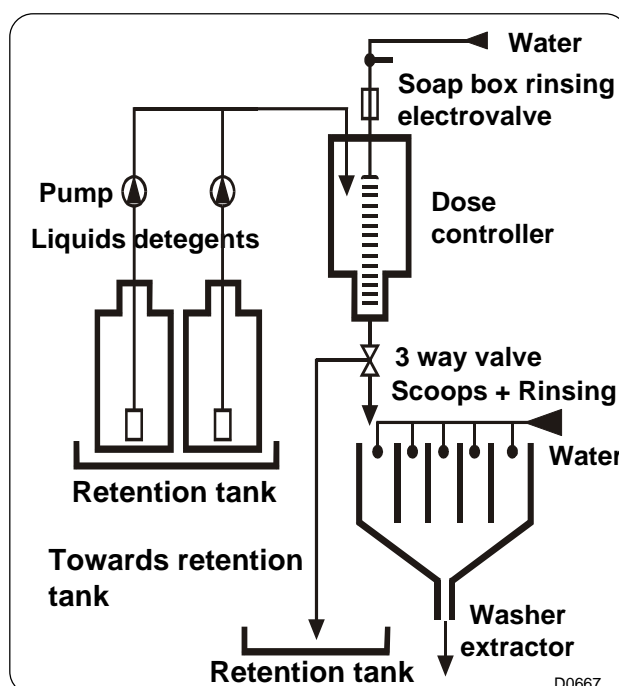 Water
Soap box rinsing
electrovalve
Pump
Dose
controller
Liquids detegents
3 way valve
Scoops + Rinsing
Water
Retention tank
Towards retention
tank
Washer
extractor
Retention tank
D0667